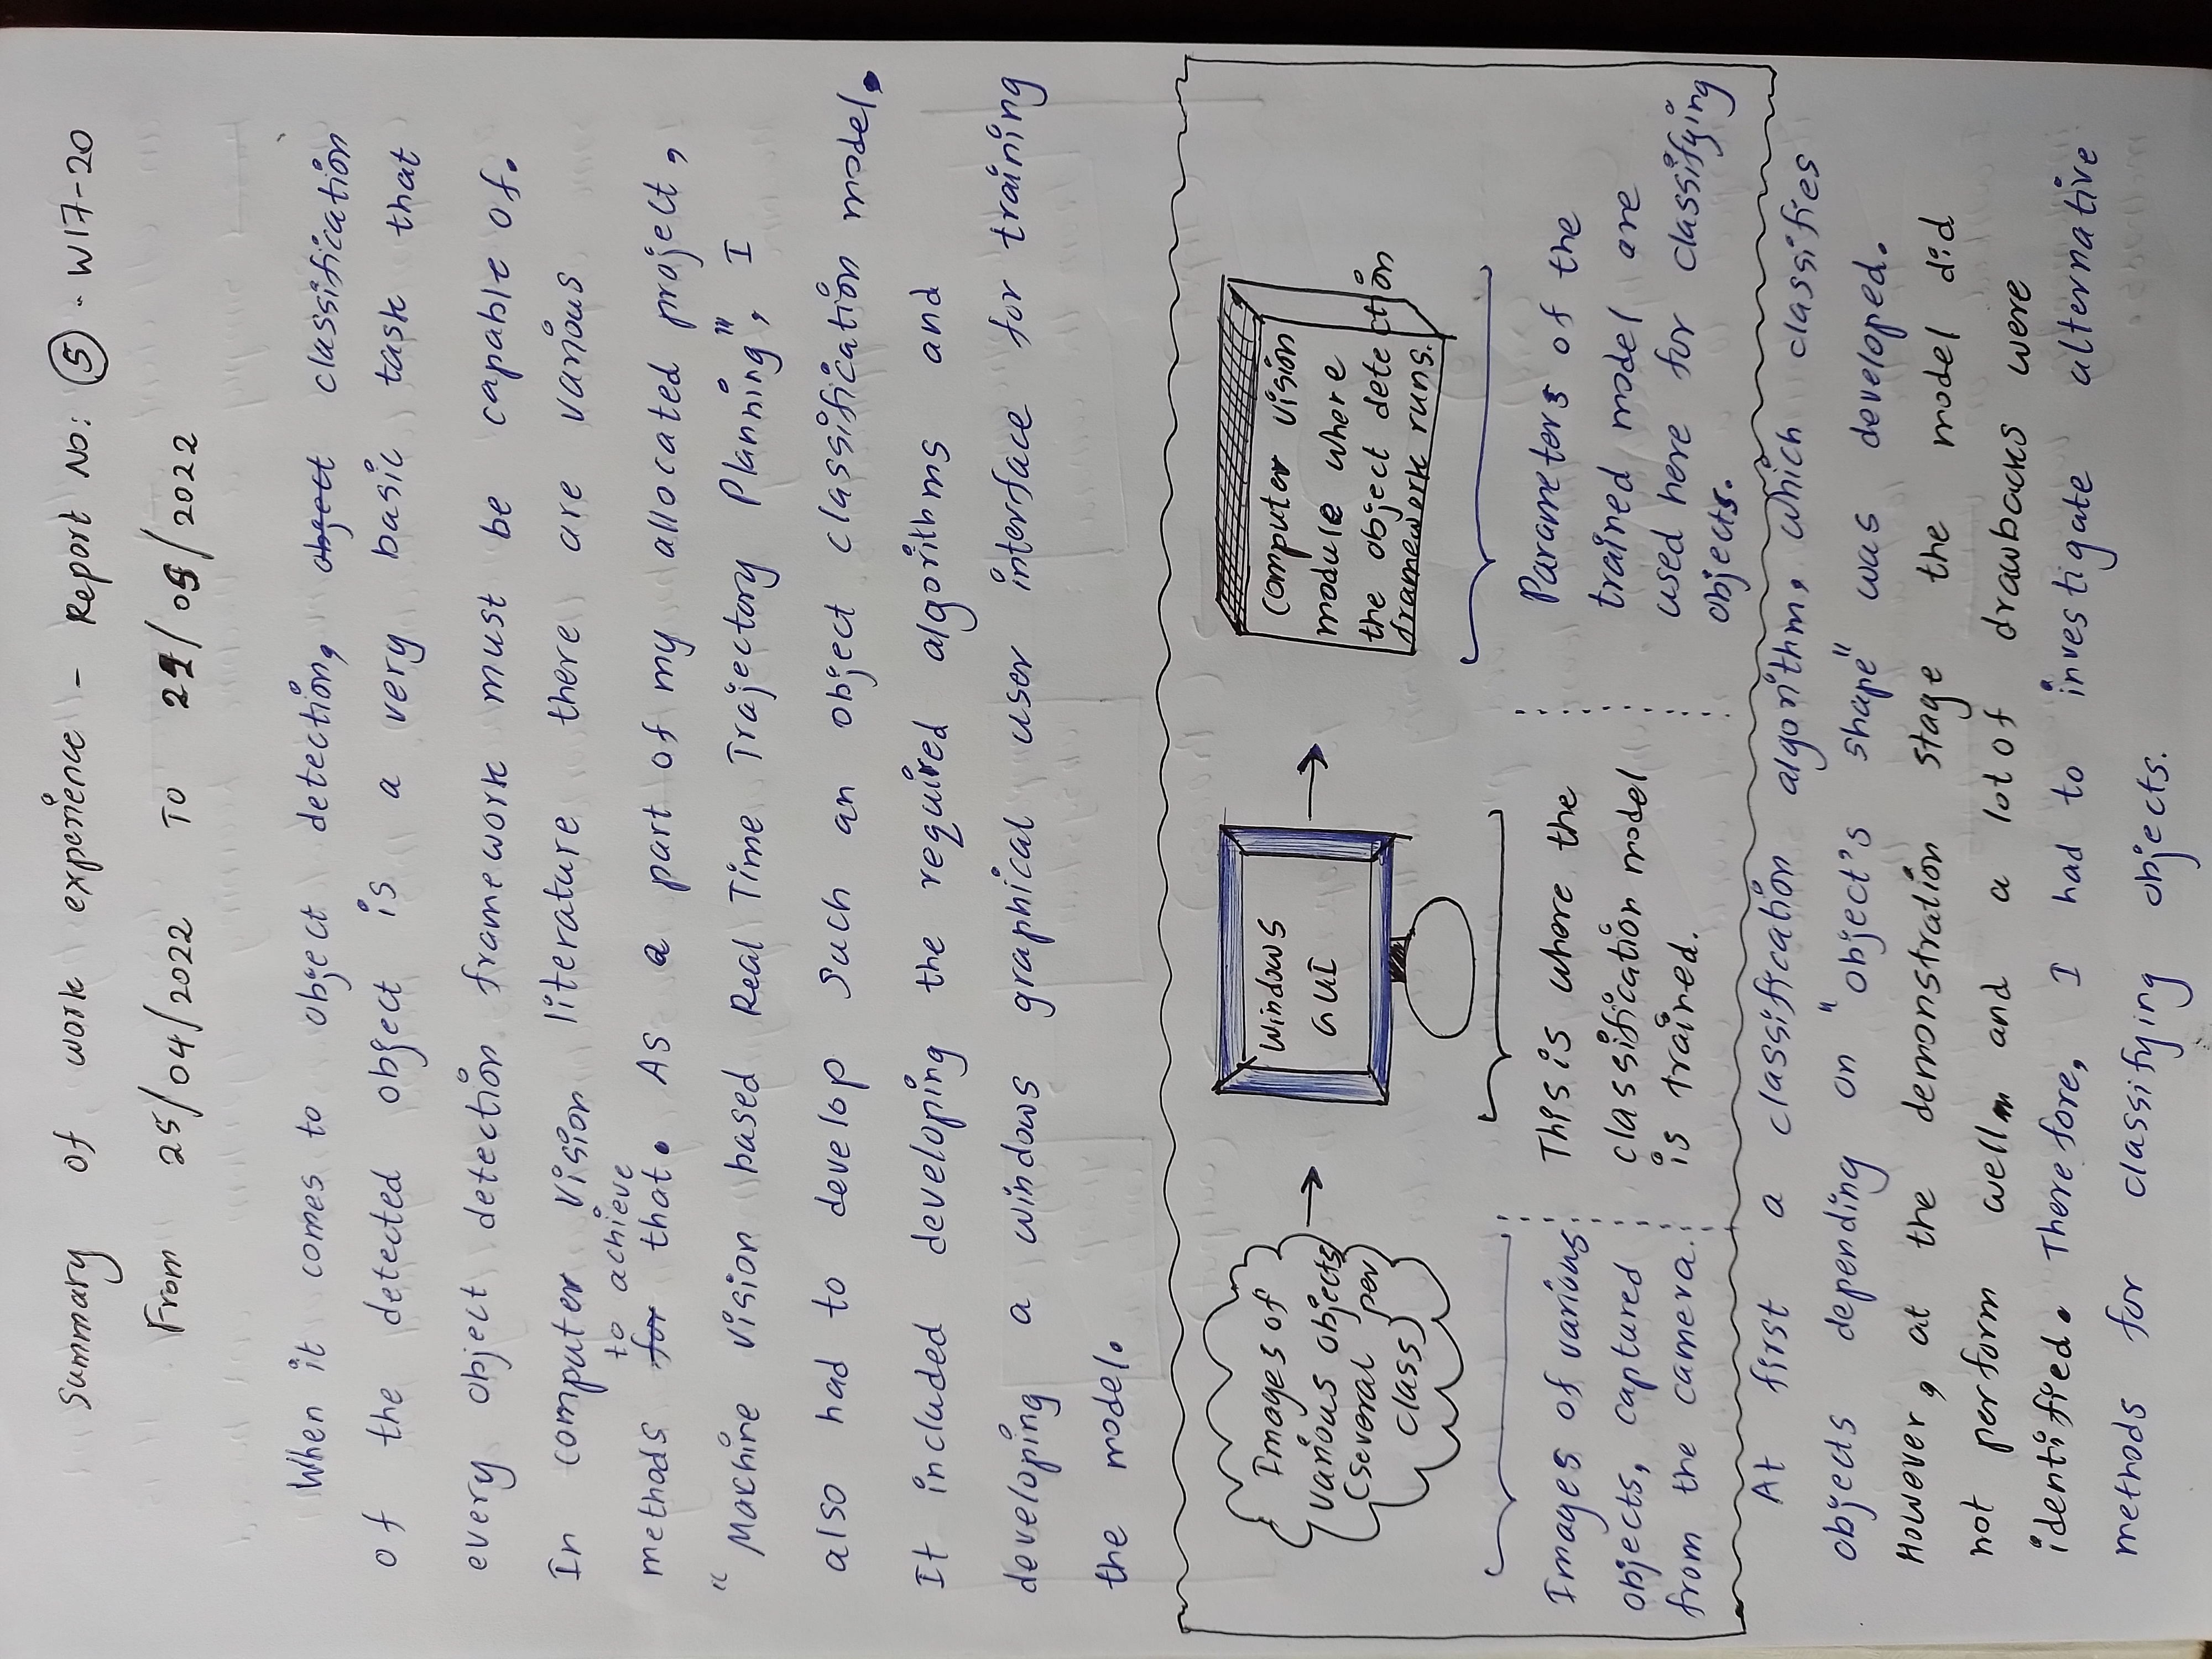 Summary of work experience - Report No: 5 - W17-20
From 25/04/2022 To /2022
When it comes to object detection, object classification
of the detected object is a very basic task that
every object detection framework must be capable of.
In computer vision literature there are various
to achieve
methods for that. As a part of my allocated project,
"Machine Vision based Real Time Trajectory Planning", I
also had to develop such an object classification model.
It included developing the required algorithms and
developing a windows graphical user interface for training
the model.
Images of
various objects
(several per
class)
Windows
GUI
Computer vision
module where
the object detection
framework runs.
Images of various
objects, captured
from the camera.
This is where the
classification model
is trained.
Parameters of the
trained model are
used here for classifying
objects.
At first a classification algorithm, which classifies
objects depending on "object's shape" was developed.
However, at the demonstration stage the model did
not perform well and a lot of drawbacks were
identified. Therefore, I had to investigate alternative
methods for classifying objects.